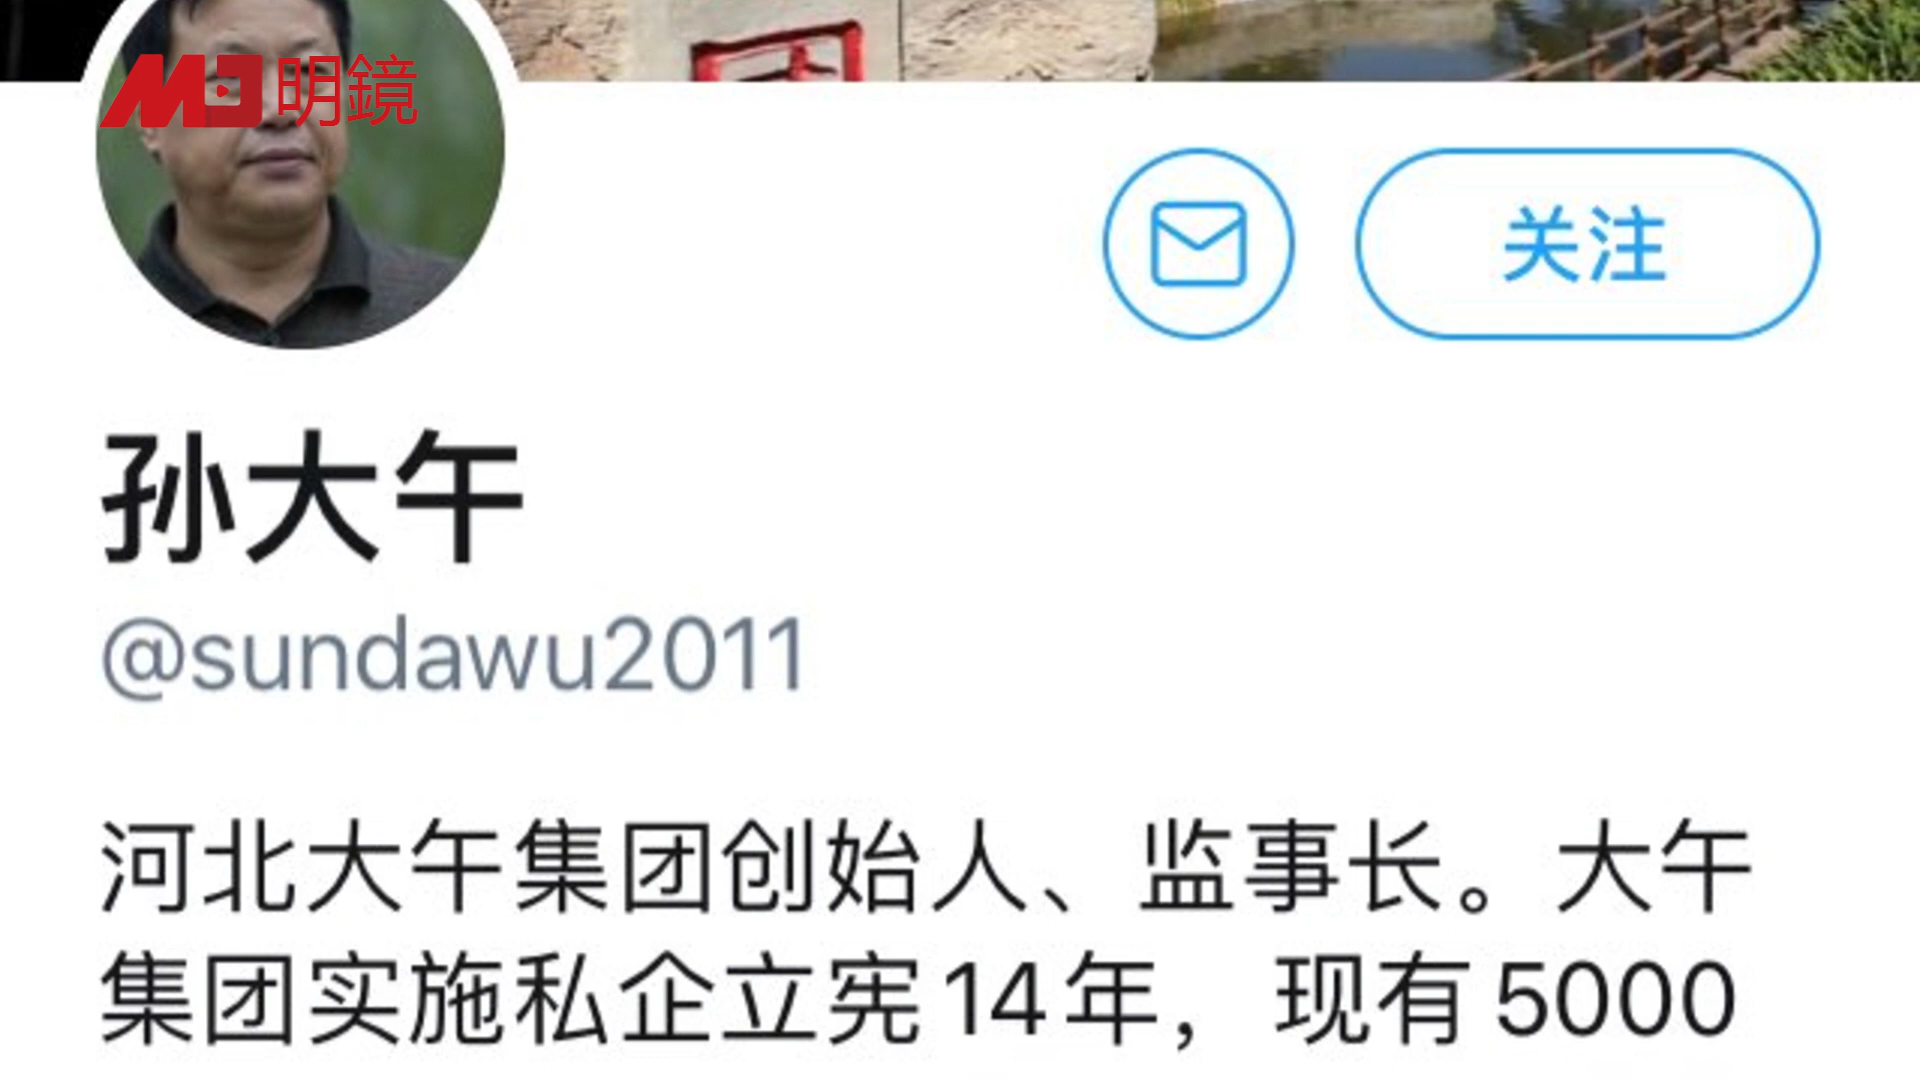 明鏡
关注
孙大午
@sundawu2011
河北大午集团创始人、监事长。大午
集团实施私企立宪14年，现有5000